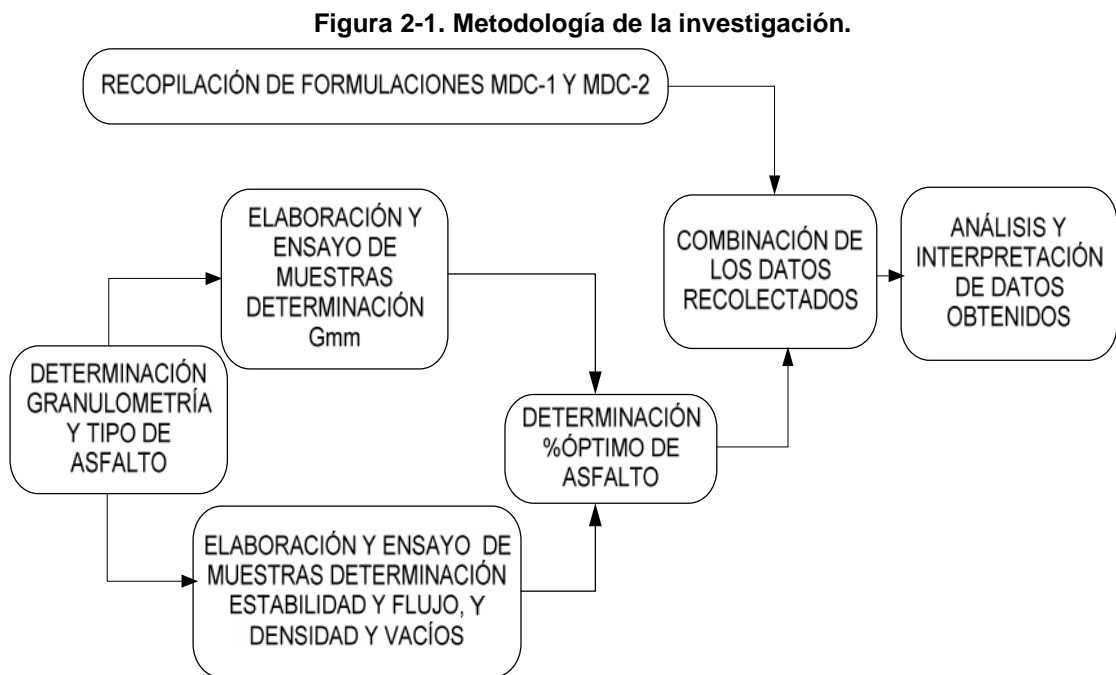 Figura 2-1. Metodología de la investigación.
RECOPILACIÓN DE FORMULACIONES MDC-1 Y MDC-2
ELABORACIÓN Y
ENSAYO DE
MUESTRAS
DETERMINACIÓN
Gmm
DETERMINACIÓN
GRANULOMETRÍA
Y TIPO DE
ASFALTO
ELABORACIÓN Y ENSAYO DE
MUESTRAS DETERMINACIÓN
ESTABILIDAD Y FLUJO, Y
DENSIDAD Y VACÍOS
DETERMINACIÓN
%ÓPTIMO DE
ASFALTO
COMBINACIÓN DE
LOS DATOS
RECOLECTADOS
ANÁLISIS Y
INTERPRETACIÓN
DE DATOS
OBTENIDOS